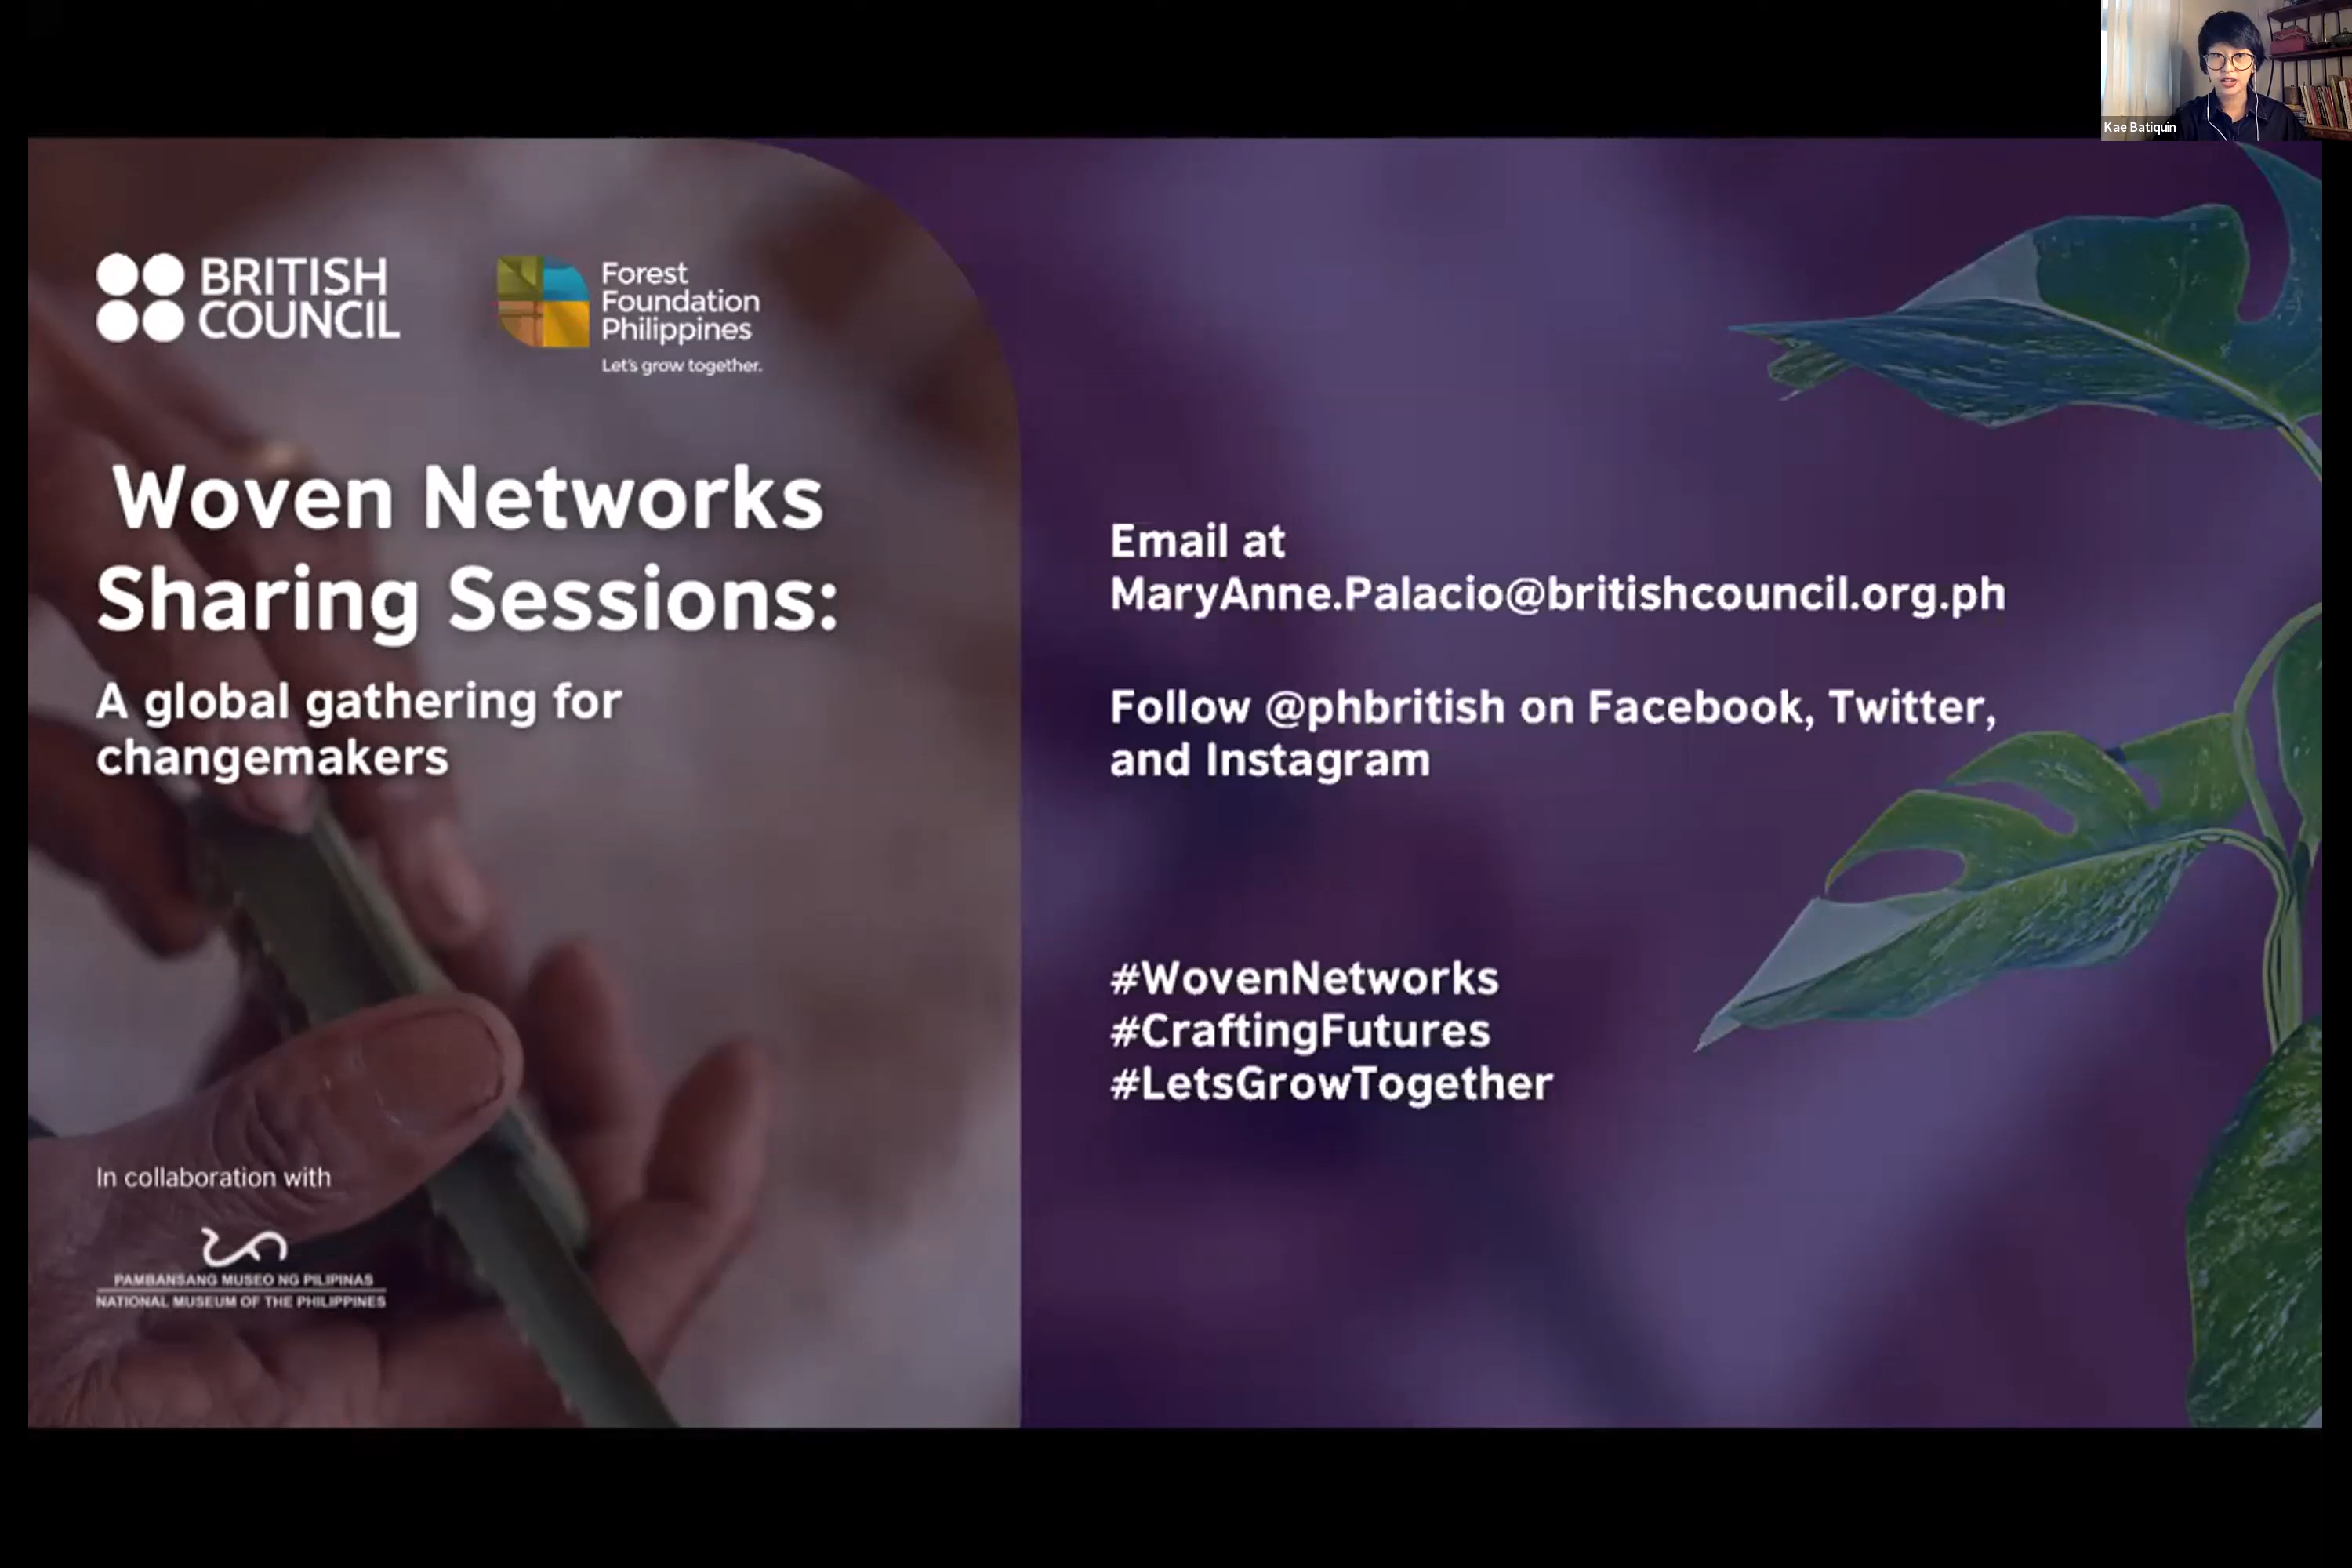 Kae Batiquin
BRITISH
COUNCIL
Forest
Foundation
Philippines
Let's grow together.
Woven Networks
Sharing Sessions:
A global gathering for
changemakers
In collaboration with
PAMBANSANG MUSEO NG PILIPINAS
NATIONAL MUSEUM OF THE PHILIPPINES
Email at
MaryAnne.Palacio@britishcouncil.org.ph
Follow @phbritish on Facebook, Twitter,
and Instagram
#WovenNetworks
#CraftingFutures
#LetsGrowTogether